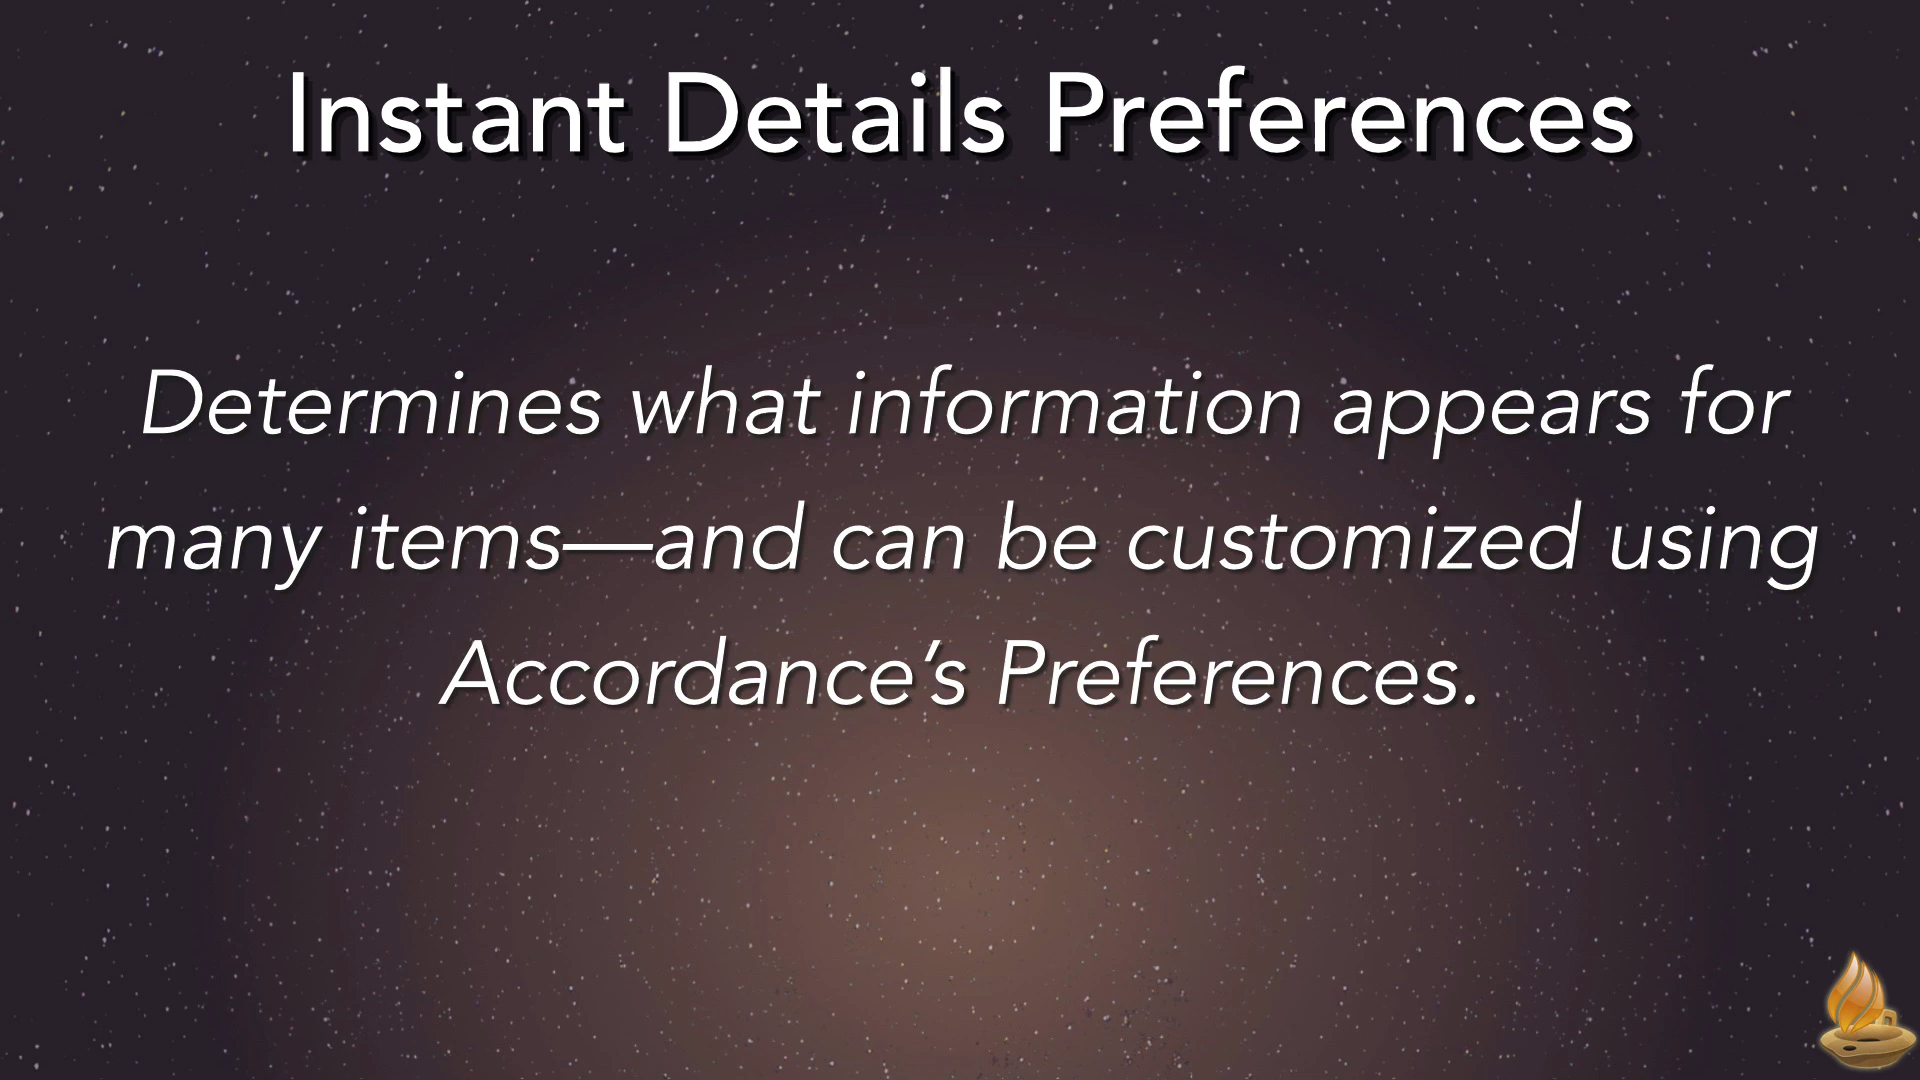 Instant Details Preferences
Determines what information appears for
many items—and can be customized using
Accordance’s Preferences.